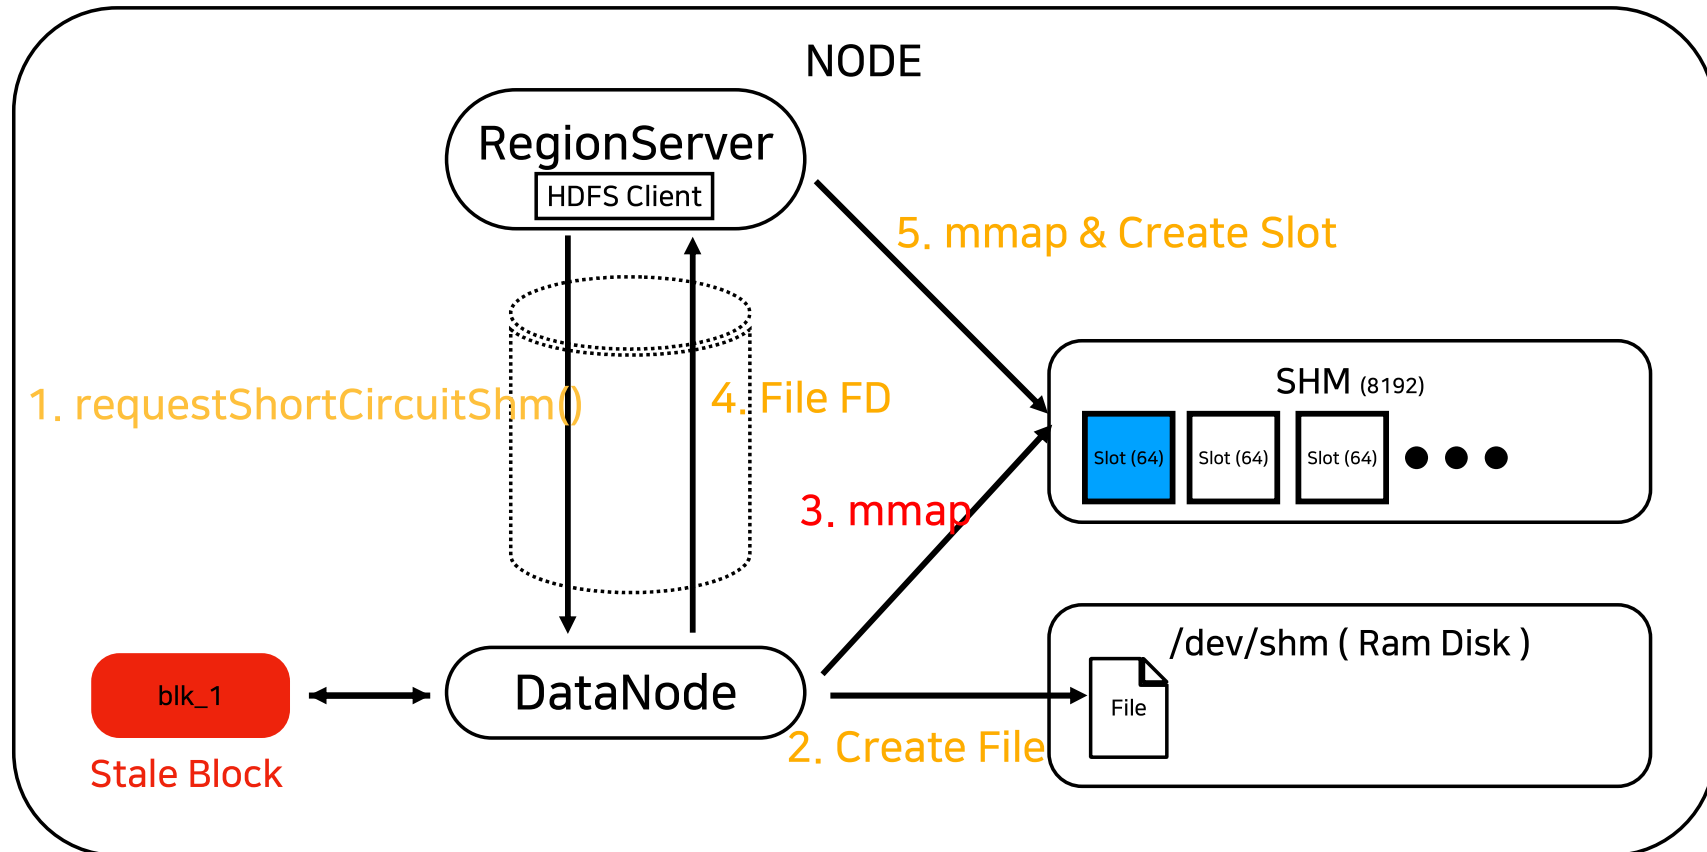 NODE
RegionServer
HDFS Client
5. mmap & Create Slot
1. requestShortCircuitShm()
4. File FD
SHM (8192)
Slot (64)
Slot (64)
Slot (64)
3. mmap
/dev/shm ( Ram Disk )
File
blk_1
DataNode
2. Create File
Stale Block